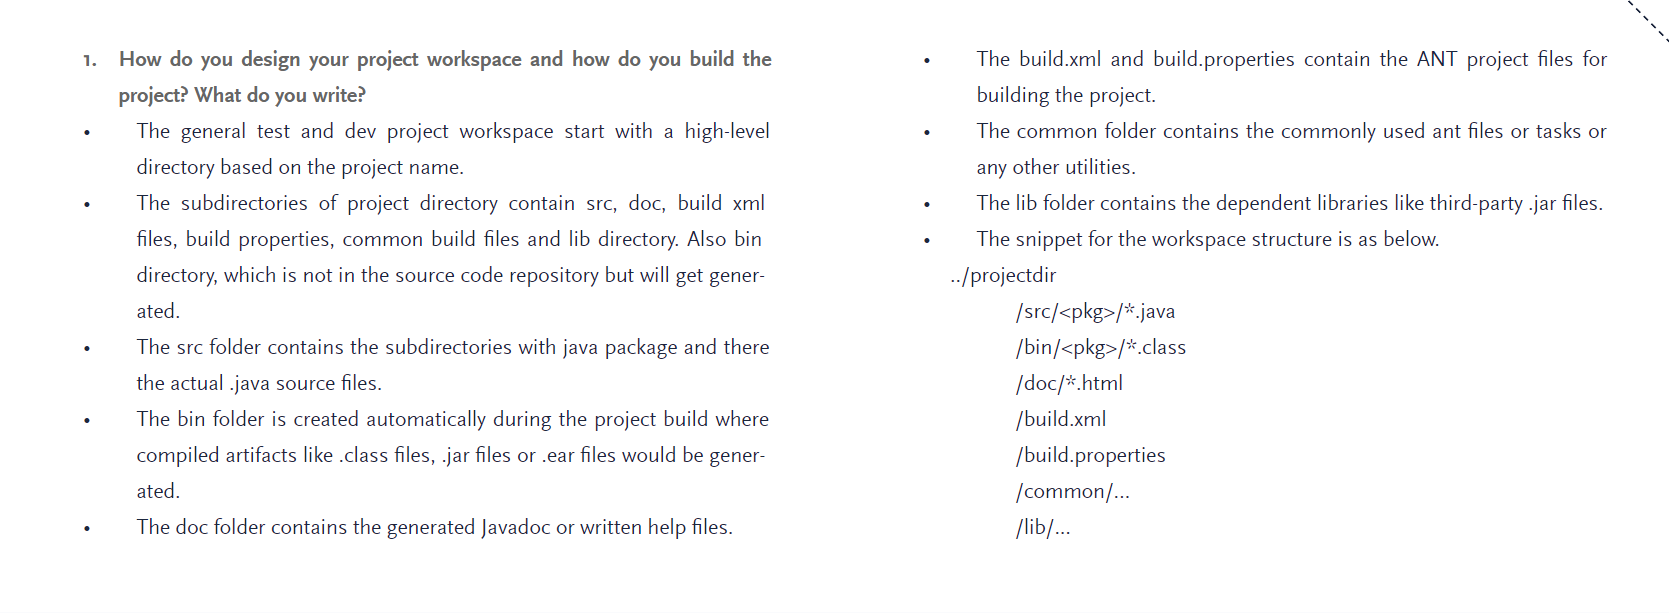 1. How do you design your project workspace and how do you build the
project? What do you write?
• The general test and dev project workspace start with a high-level
directory based on the project name.
• The subdirectories of project directory contain src, doc, build xml
files, build properties, common build files and lib directory. Also bin
directory, which is not in the source code repository but will get gener-
ated.
• The src folder contains the subdirectories with java package and there
the actual .java source files.
• The bin folder is created automatically during the project build where
compiled artifacts like .class files, .jar files or .ear files would be gener-
ated.
• The doc folder contains the generated Javadoc or written help files.
• The build.xml and build.properties contain the ANT project files for
building the project.
• The common folder contains the commonly used ant files or tasks or
any other utilities.
• The lib folder contains the dependent libraries like third-party .jar files.
• The snippet for the workspace structure is as below.
../projectdir
/src/<pkg>/*.java
/bin/<pkg>/*.class
/doc/*.html
/build.xml
/build.properties
/common/...
/lib/...